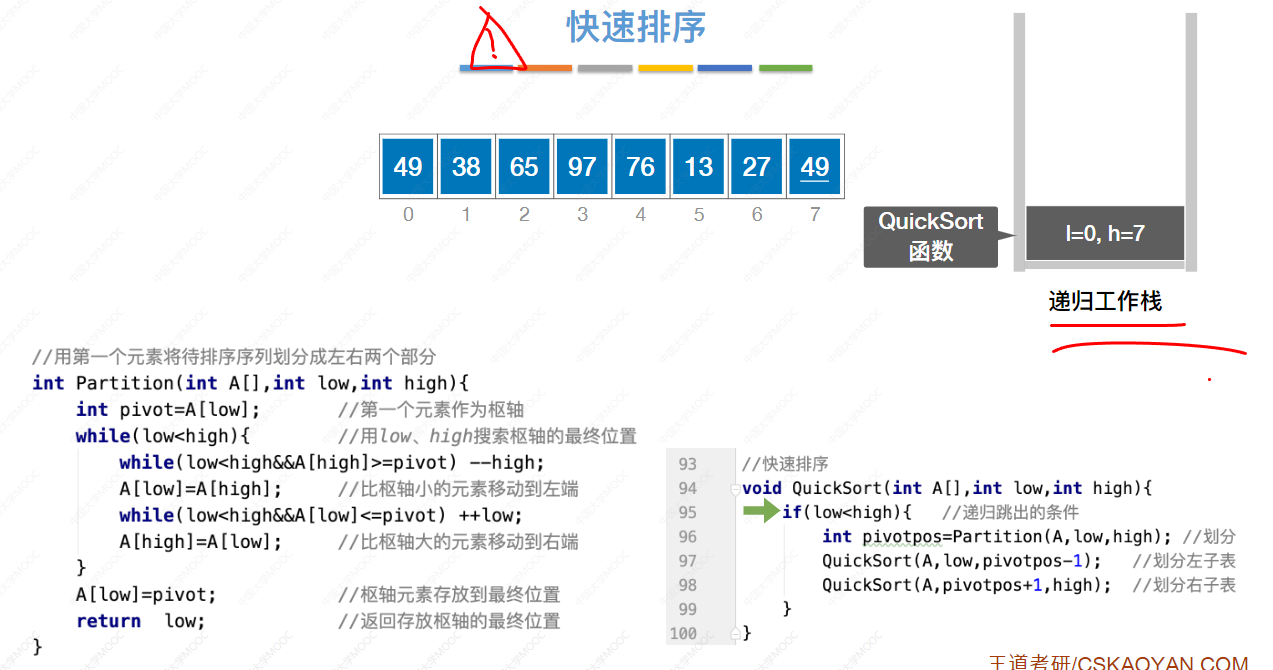 快速排序
49 38 65 97 76 13 27 49
0 1 2 3 4 5 6 7
QuickSort
函数
l=0, h=7
递归工作栈
//用第一个元素将待排序序列划分成左右两个部分
int Partition(int A[],int low,int high){
int pivot=A[low]; //第一个元素作为枢轴
while(low<high){ //用low、high搜索枢轴的最终位置
while(low<high&&A[high]>=pivot) --high;
A[low]=A[high]; //比枢轴小的元素移动到左端
while(low<high&&A[low]<=pivot) ++low;
A[high]=A[low]; //比枢轴大的元素移动到右端
}
A[low]=pivot; //枢轴元素存放到最终位置
return low; //返回存放枢轴的最终位置
}
93 //快速排序
94 void QuickSort(int A[],int low,int high){
95 if(low<high){ //递归跳出的条件
96 int pivotpos=Partition(A,low,high); //划分
97 QuickSort(A,low,pivotpos-1); //划分左子表
98 QuickSort(A,pivotpos+1,high); //划分右子表
99 }
100 }
王道考研/CSKAOYAN.COM